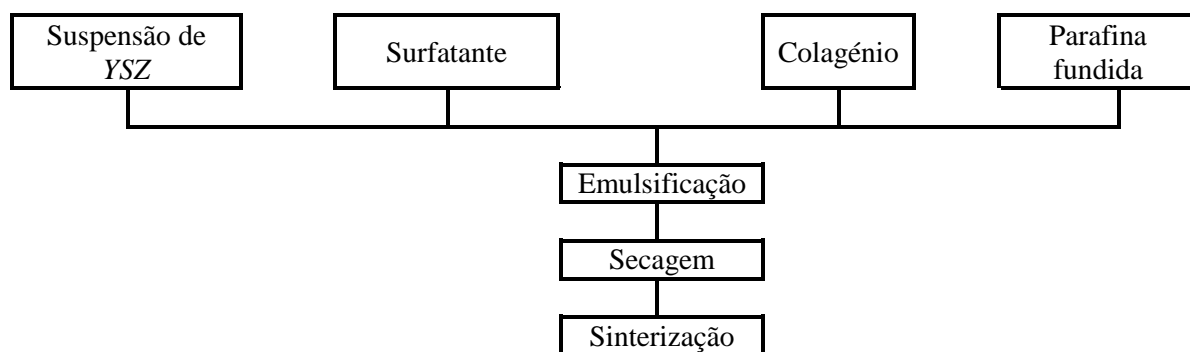 Suspensão de
YSZ
Surfatante
Colagénio
Parafina
fundida
Emulsificação
Secagem
Sinterização